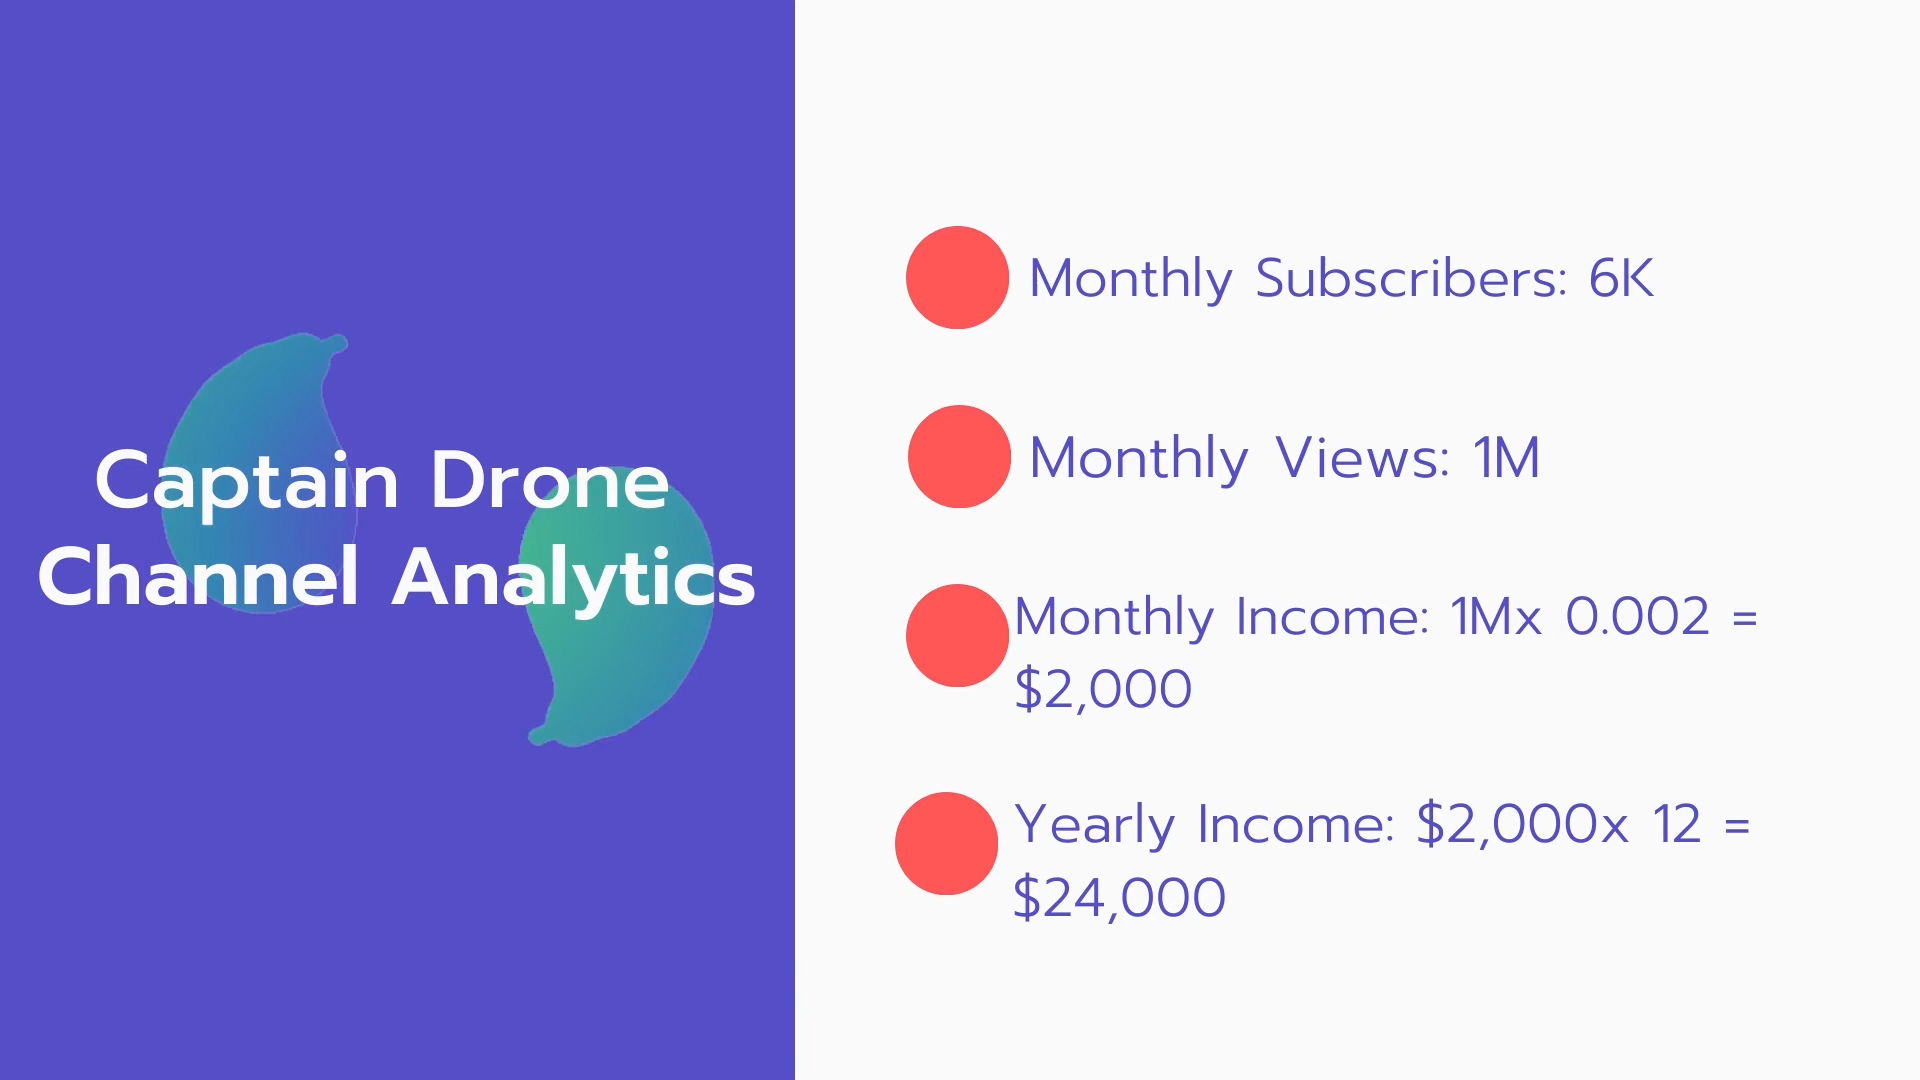 Captain Drone
Channel Analytics
Monthly Subscribers: 6K
Monthly Views: 1M
Monthly Income: 1Mx 0.002 =
$2,000
Yearly Income: $2,000x 12 =
$24,000